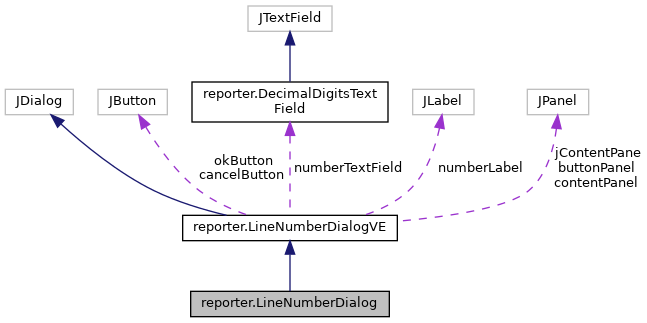 JTextField
JDialog
JButton
reporter.DecimalDigitsText
Field
JLabel
JPanel
okButton
cancelButton
numberTextField
numberLabel
jContentPane
buttonPanel
contentPanel
reporter.LineNumberDialogVE
reporter.LineNumberDialog